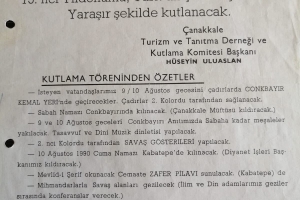 Yaraşır şekilde kutlanacak.
Çanakkale
Turizm ve Tanıtma Derneği ve
Kutlama Komitesi Başkanı
HÜSEYİN ULUASLAN
KUTLAMA TÖRENİNDEN ÖZETLER
— İsteyen vatandaşlarımız 9/10 Ağustos gecesini çadırlarda CONKBAYIR
KEMAL YERİ'nde geçirecekler. Çadırlar 2. Kolordu tarafından sağlanacak.
— Sabah Namazı Conkbayırında kılınacak. (Çanakkale Müftüsü kıldıracak.)
— 9 ve 10 Ağustos geceleri Conkbayırı Anıtımızda Sabaha kadar meşaleler
yakılacak. Tasavvuf ve Dini Müzik dinletisi yapılacak.
— 2. nci Kolordu tarafından SAVAŞ GÖSTERİLERİ yapılacak.
— 10 Ağustos 1990 Cuma Namazı Kabatepe'de kılınacak. (Diyanet İşleri Baş-
kanımız kıldıracak.)
— Mevlid-i Şerif okunacak Cemaate ZAFER PİLAVI sunulacak. (Kabatepe'de
— Mihmandarlarla Savaş alanları gezilecek (İlim ve Din adamlarımız geziler
sırasında konferanslar verecek.)